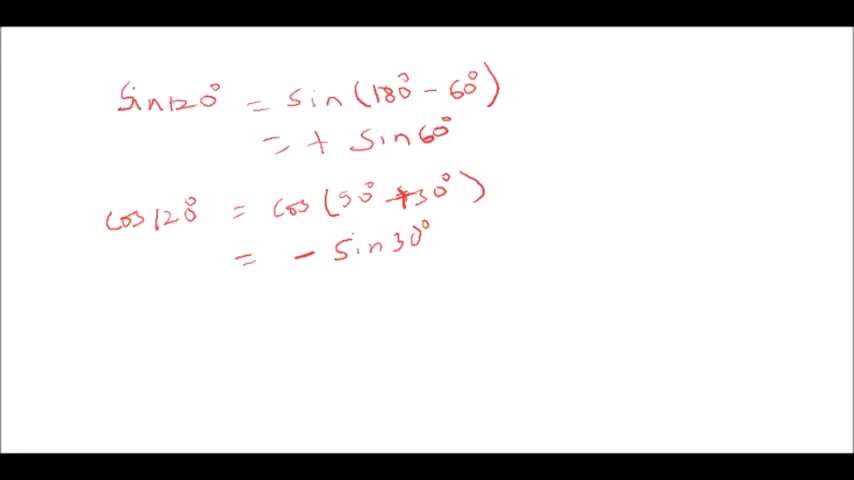 Sin120° = sin(180° - 60°)
= + Sin60°
cos120° = cos(90° +30°)
= - Sin30°